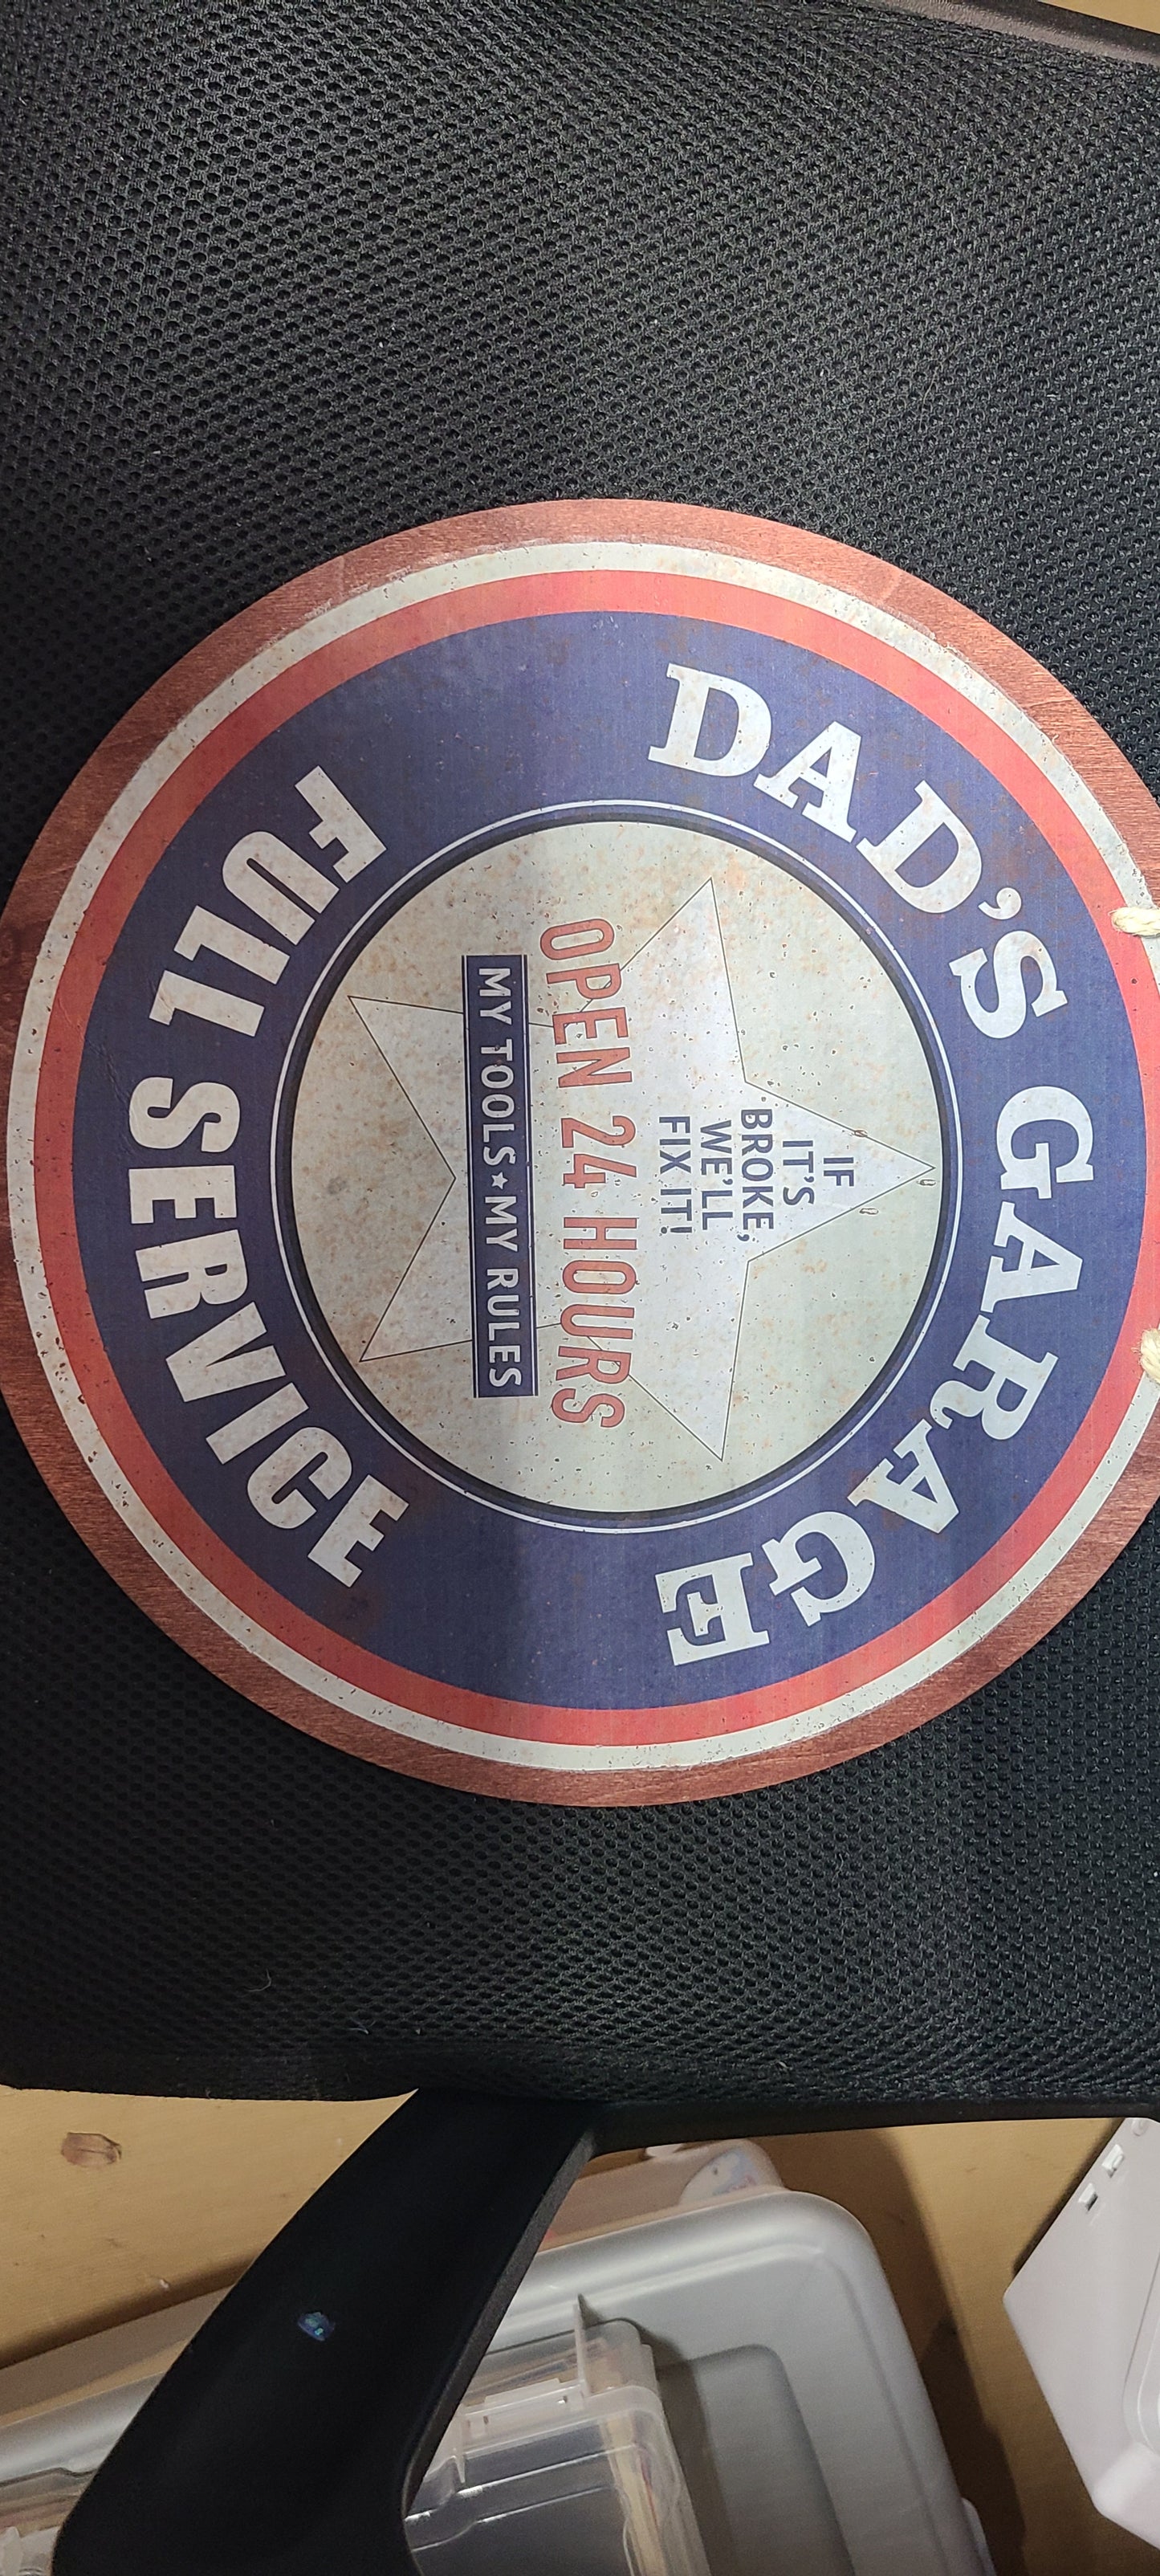 DAD'S GARAGE
IF
IT'S
BROKE,
WE'LL
FIX IT!
OPEN 24 HOURS
MY TOOLS★MY RULES
FULL SERVICE